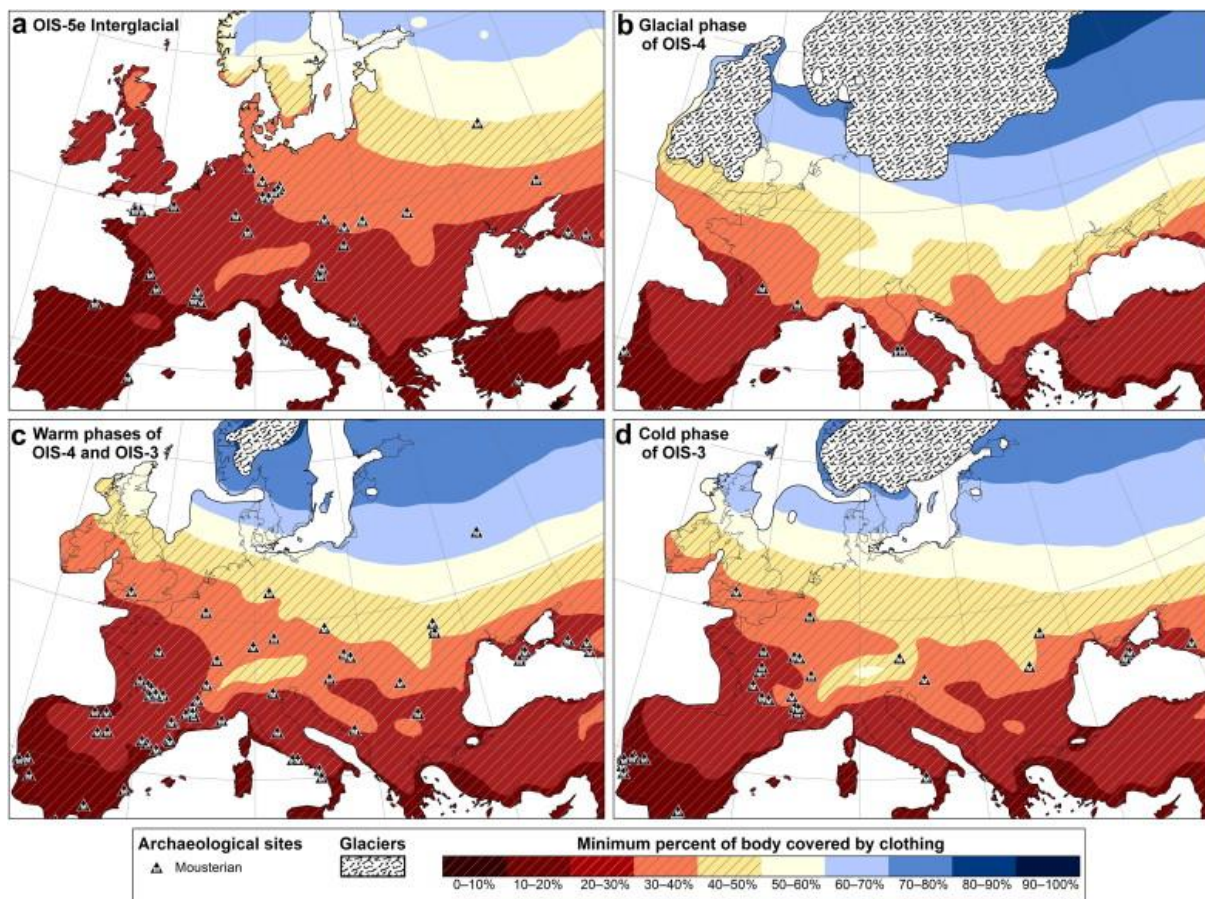 a OIS-5e Interglacial
b Glacial phase
of OIS-4
c Warm phases of
OIS-4 and OIS-3
d Cold phase
of OIS-3
Archaeological sites
Mousterian
Glaciers
Minimum percent of body covered by clothing
0–10% 10–20% 20–30% 30–40% 40–50% 50–60% 60–70% 70–80% 80–90% 90–100%